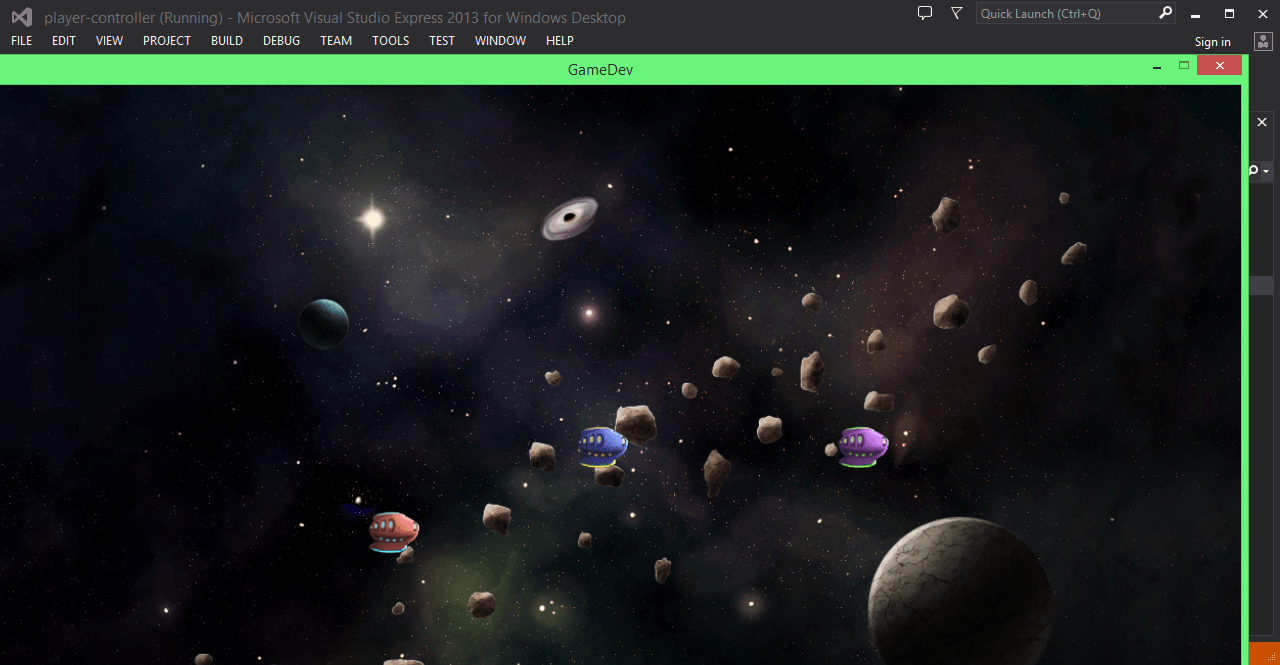 player-controller (Running) - Microsoft Visual Studio Express 2013 for Windows Desktop
Quick Launch (Ctrl+Q)
FILE EDIT VIEW PROJECT BUILD DEBUG TEAM TOOLS TEST WINDOW HELP
Sign in
GameDev